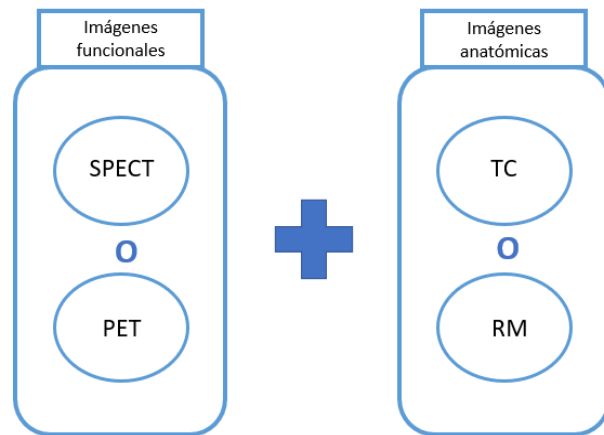 Imágenes
funcionales
SPECT
O
PET
Imágenes
anatómicas
TC
O
RM